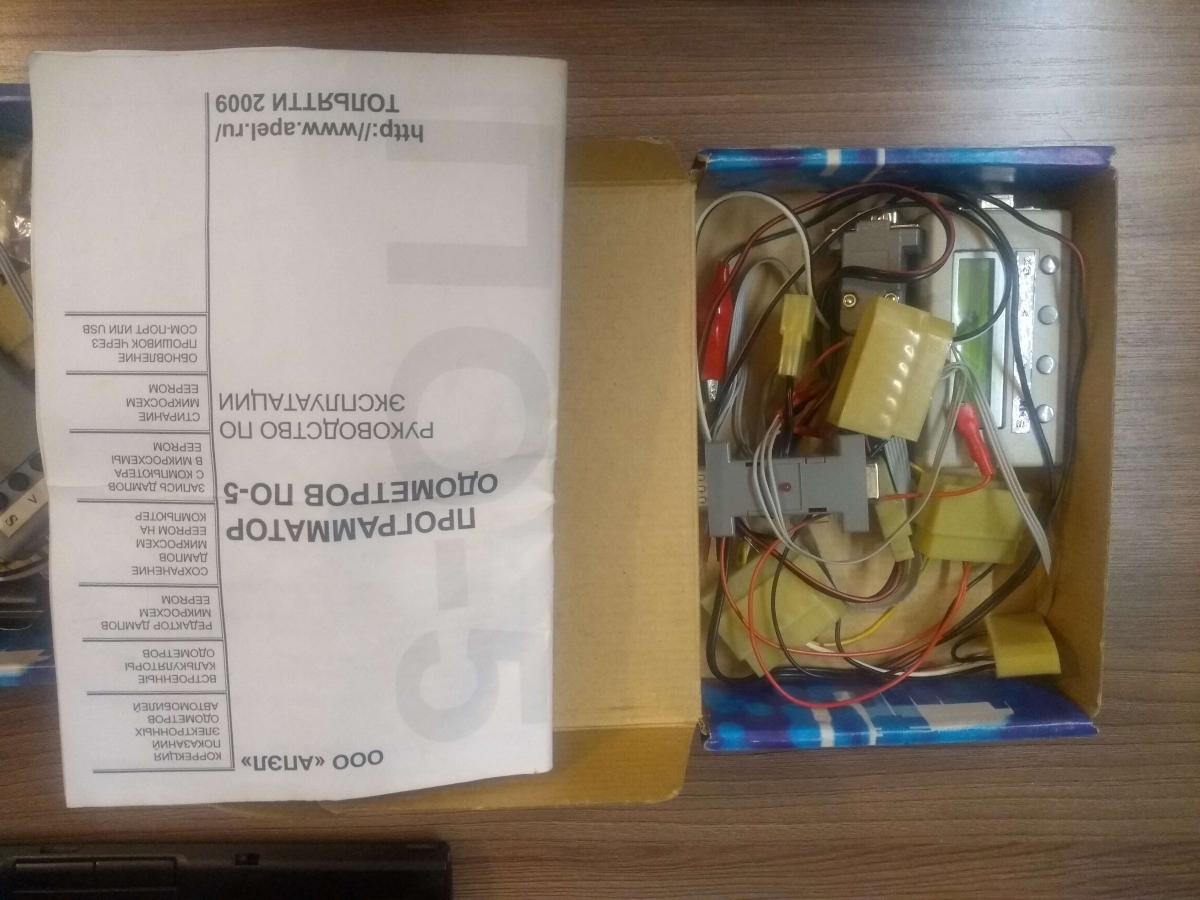 ООО «АПЭЛ»
ПО-5
ПРОГРАММАТОР
ОДОМЕТРОВ ПО-5
РУКОВОДСТВО ПО
ЭКСПЛУАТАЦИИ
КОРРЕКЦИЯ
ПОКАЗАНИЙ
ЭЛЕКТРОННЫХ
ОДОМЕТРОВ
АВТОМОБИЛЕЙ
ВСТРОЕННЫЕ
КАЛЬКУЛЯТОРЫ
ОДОМЕТРОВ
РЕДАКТОР ДАМПОВ
МИКРОСХЕМ
EEPROM
СОХРАНЕНИЕ
ДАМПОВ
МИКРОСХЕМ
EEPROM НА
КОМПЬЮТЕР
ЗАПИСЬ ДАМПОВ
С КОМПЬЮТЕРА
В МИКРОСХЕМЫ
EEPROM
СТИРАНИЕ
МИКРОСХЕМ
EEPROM
ОБНОВЛЕНИЕ
ПРОШИВОК ЧЕРЕЗ
COM-ПОРТ ИЛИ USB
http://www.apel.ru/
ТОЛЬЯТТИ 2009